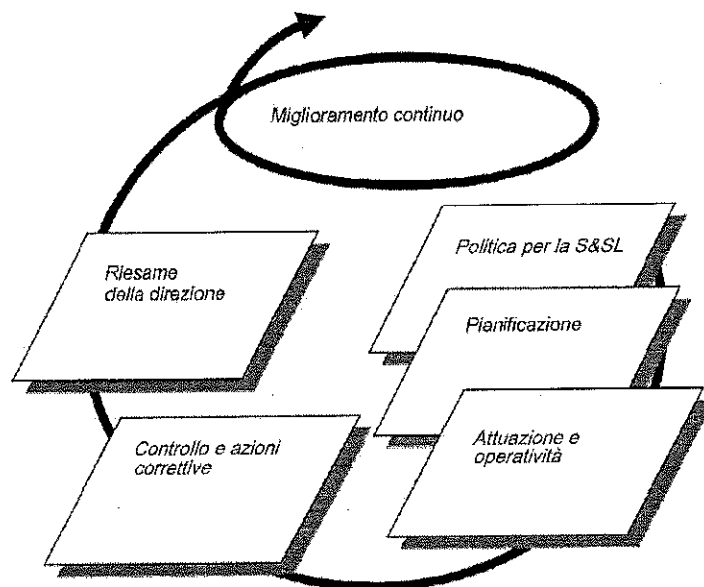 Miglioramento continuo
Politica per la S&SL
Riesame
della direzione
Pianificazione
Controllo e azioni
correttive
Attuazione e
operatività